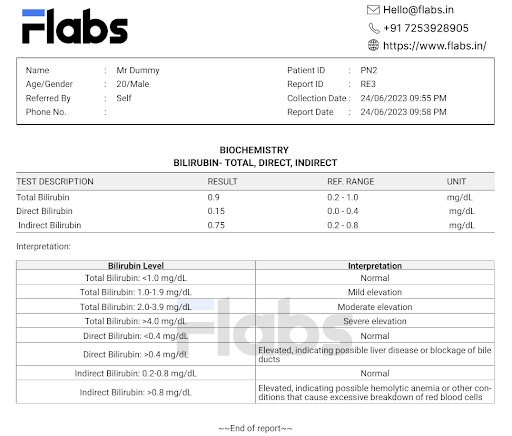 Flabs
Hello@flabs.in
+91 7253928905
https://www.flabs.in/
Name : Mr Dummy Patient ID : PN2
Age/Gender : 20/Male Report ID : RE3
Referred By : Self Collection Date : 24/06/2023 09:55 PM
Phone No. : Report Date : 24/06/2023 09:58 PM
BIOCHEMISTRY
BILIRUBIN- TOTAL, DIRECT, INDIRECT
TEST DESCRIPTION RESULT REF. RANGE UNIT
Total Bilirubin 0.9 0.2 - 1.0 mg/dL
Direct Bilirubin 0.15 0.0 - 0.4 mg/dL
Indirect Bilirubin 0.75 0.2 - 0.8 mg/dL
Interpretation:
Bilirubin Level Interpretation
Total Bilirubin: <1.0 mg/dL Normal
Total Bilirubin: 1.0-1.9 mg/dL Mild elevation
Total Bilirubin: 2.0-3.9 mg/dL Moderate elevation
Total Bilirubin: >4.0 mg/dL Severe elevation
Direct Bilirubin: <0.4 mg/dL Normal
Direct Bilirubin: >0.4 mg/dL Elevated, indicating possible liver disease or blockage of bile
ducts
Indirect Bilirubin: 0.2-0.8 mg/dL Normal
Indirect Bilirubin: >0.8 mg/dL Elevated, indicating possible hemolytic anemia or other con-
ditions that cause excessive breakdown of red blood cells
Flabs
~~End of report~~